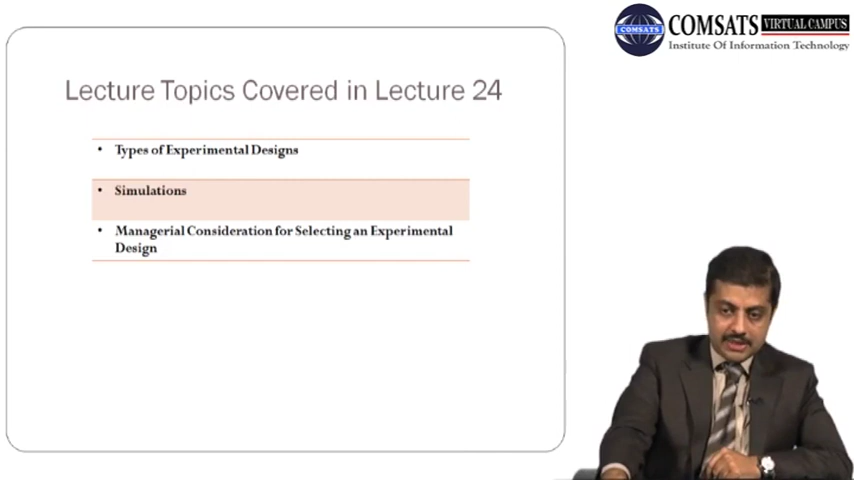 COMSATS
COMSATS VIRTUAL CAMPUS
Institute Of Information Technology
Lecture Topics Covered in Lecture 24
• Types of Experimental Designs
• Simulations
• Managerial Consideration for Selecting an Experimental
Design